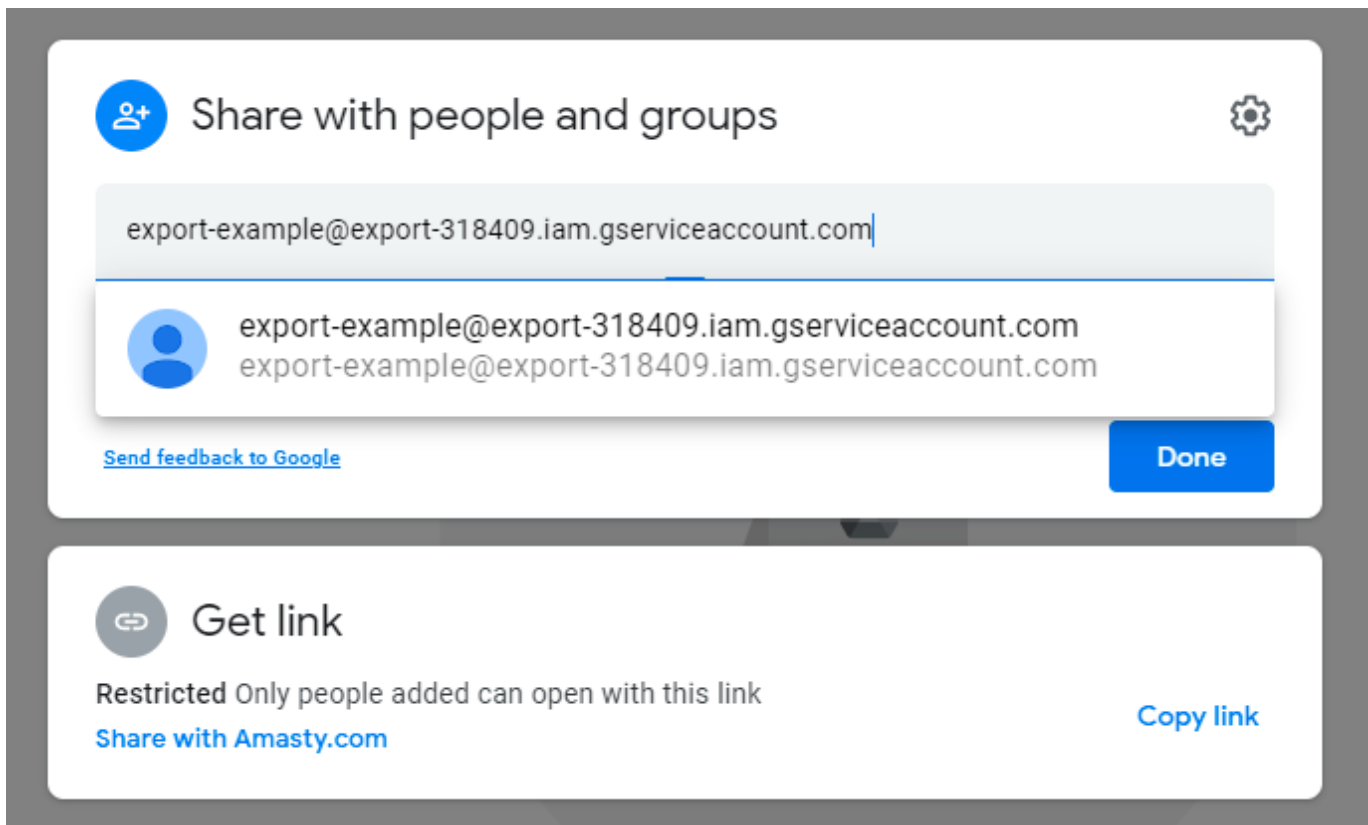 Share with people and groups
export-example@export-318409.iam.gserviceaccount.com
export-example@export-318409.iam.gserviceaccount.com
export-example@export-318409.iam.gserviceaccount.com
Send feedback to Google
Done
Get link
Restricted Only people added can open with this link
Share with Amasty.com
Copy link